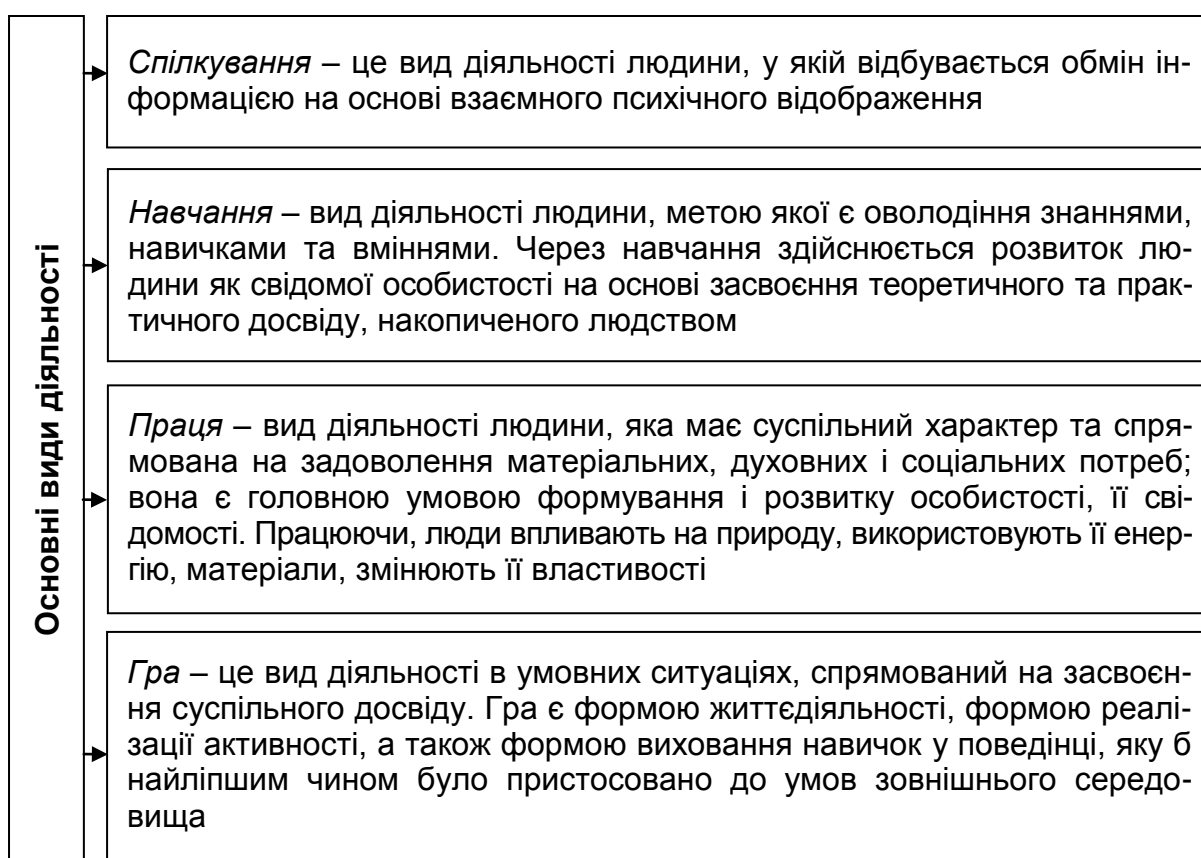 Основні види діяльності
Спілкування – це вид діяльності людини, у якій відбувається обмін ін-
формацією на основі взаємного психічного відображення
Навчання – вид діяльності людини, метою якої є оволодіння знаннями,
навичками та вміннями. Через навчання здійснюється розвиток лю-
дини як свідомої особистості на основі засвоєння теоретичного та прак-
тичного досвіду, накопиченого людством
Праця – вид діяльності людини, яка має суспільний характер та спря-
мована на задоволення матеріальних, духовних і соціальних потреб;
вона є головною умовою формування і розвитку особистості, її сві-
домості. Працюючи, люди впливають на природу, використовують її енер-
гію, матеріали, змінюють її властивості
Гра – це вид діяльності в умовних ситуаціях, спрямований на засвоєн-
ня суспільного досвіду. Гра є формою життєдіяльності, формою реалі-
зації активності, а також формою виховання навичок у поведінці, яку б
найліпшим чином було пристосовано до умов зовнішнього середо-
вища